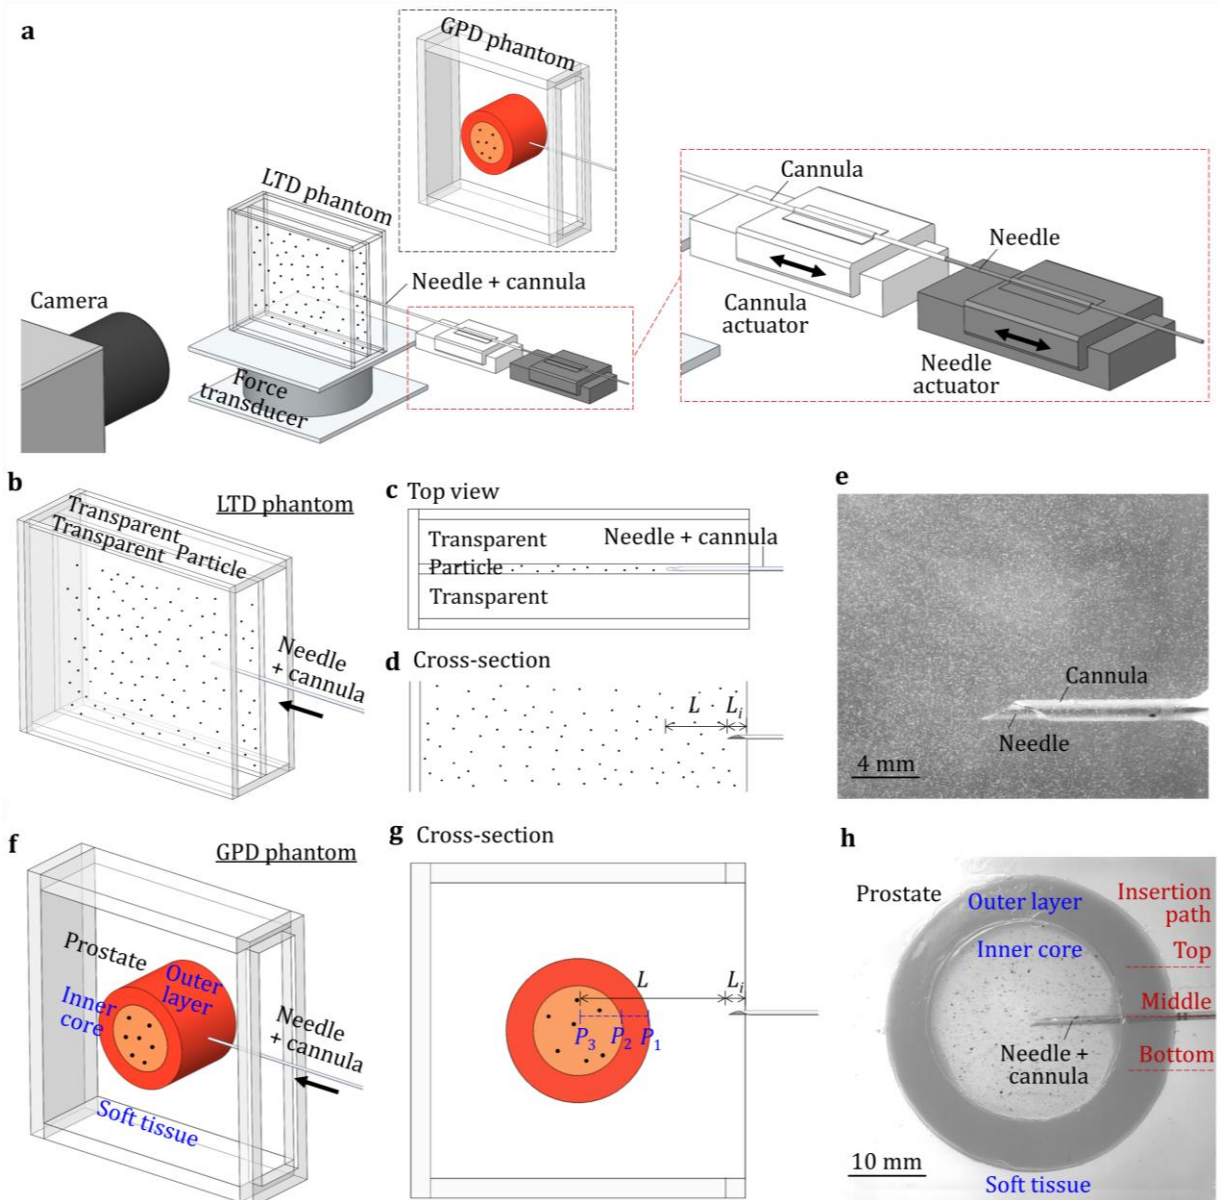 a
GPD phantom
LTD phantom
Needle + cannula
Camera
Force
transducer
Cannula
Needle
Cannula
actuator
Needle
actuator
b
LTD phantom
Transparent
Transparent
Particle
Needle
+ cannula
c Top view
Transparent
Needle + cannula
Particle
Transparent
d Cross-section
L
Li
e
Cannula
Needle
4 mm
f
GPD phantom
Prostate
Outer
layer
Inner
core
Needle
+ cannula
Soft tissue
g Cross-section
L
Li
P3
P2
P1
h
Prostate
Outer layer
Inner core
Insertion
path
Top
Middle
Bottom
Needle +
cannula
10 mm
Soft tissue